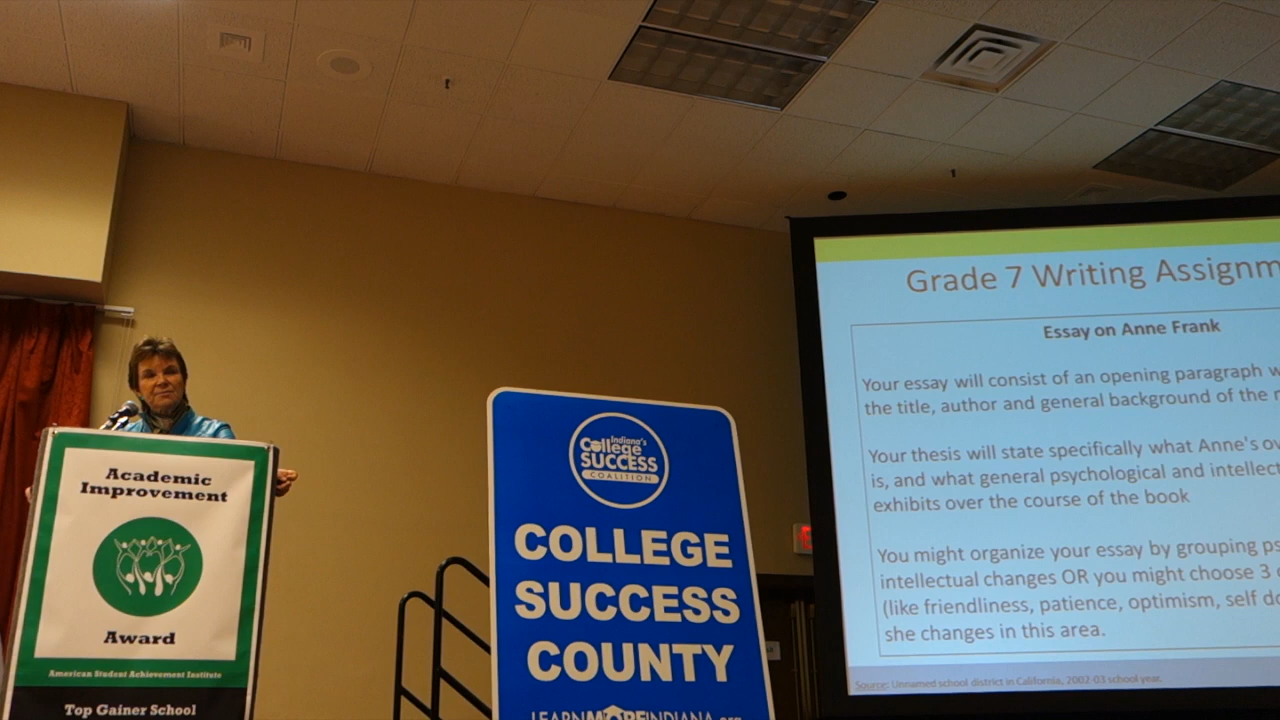 Academic
Improvement
Award
American Student Achievement Institute
Top Gainer School
Indiana's
College
SUCCESS
COALITION
COLLEGE
SUCCESS
COUNTY
LEARNMOREINDIANA.org
Grade 7 Writing Assignm
Essay on Anne Frank
Your essay will consist of an opening paragraph w
the title, author and general background of the
Your thesis will state specifically what Anne's ov
is, and what general psychological and intellect
exhibits over the course of the book
You might organize your essay by grouping ps
intellectual changes OR you might choose 3
(like friendliness, patience, optimism, self do
she changes in this area.
Source: Unnamed school district in California, 2002-03 school year.